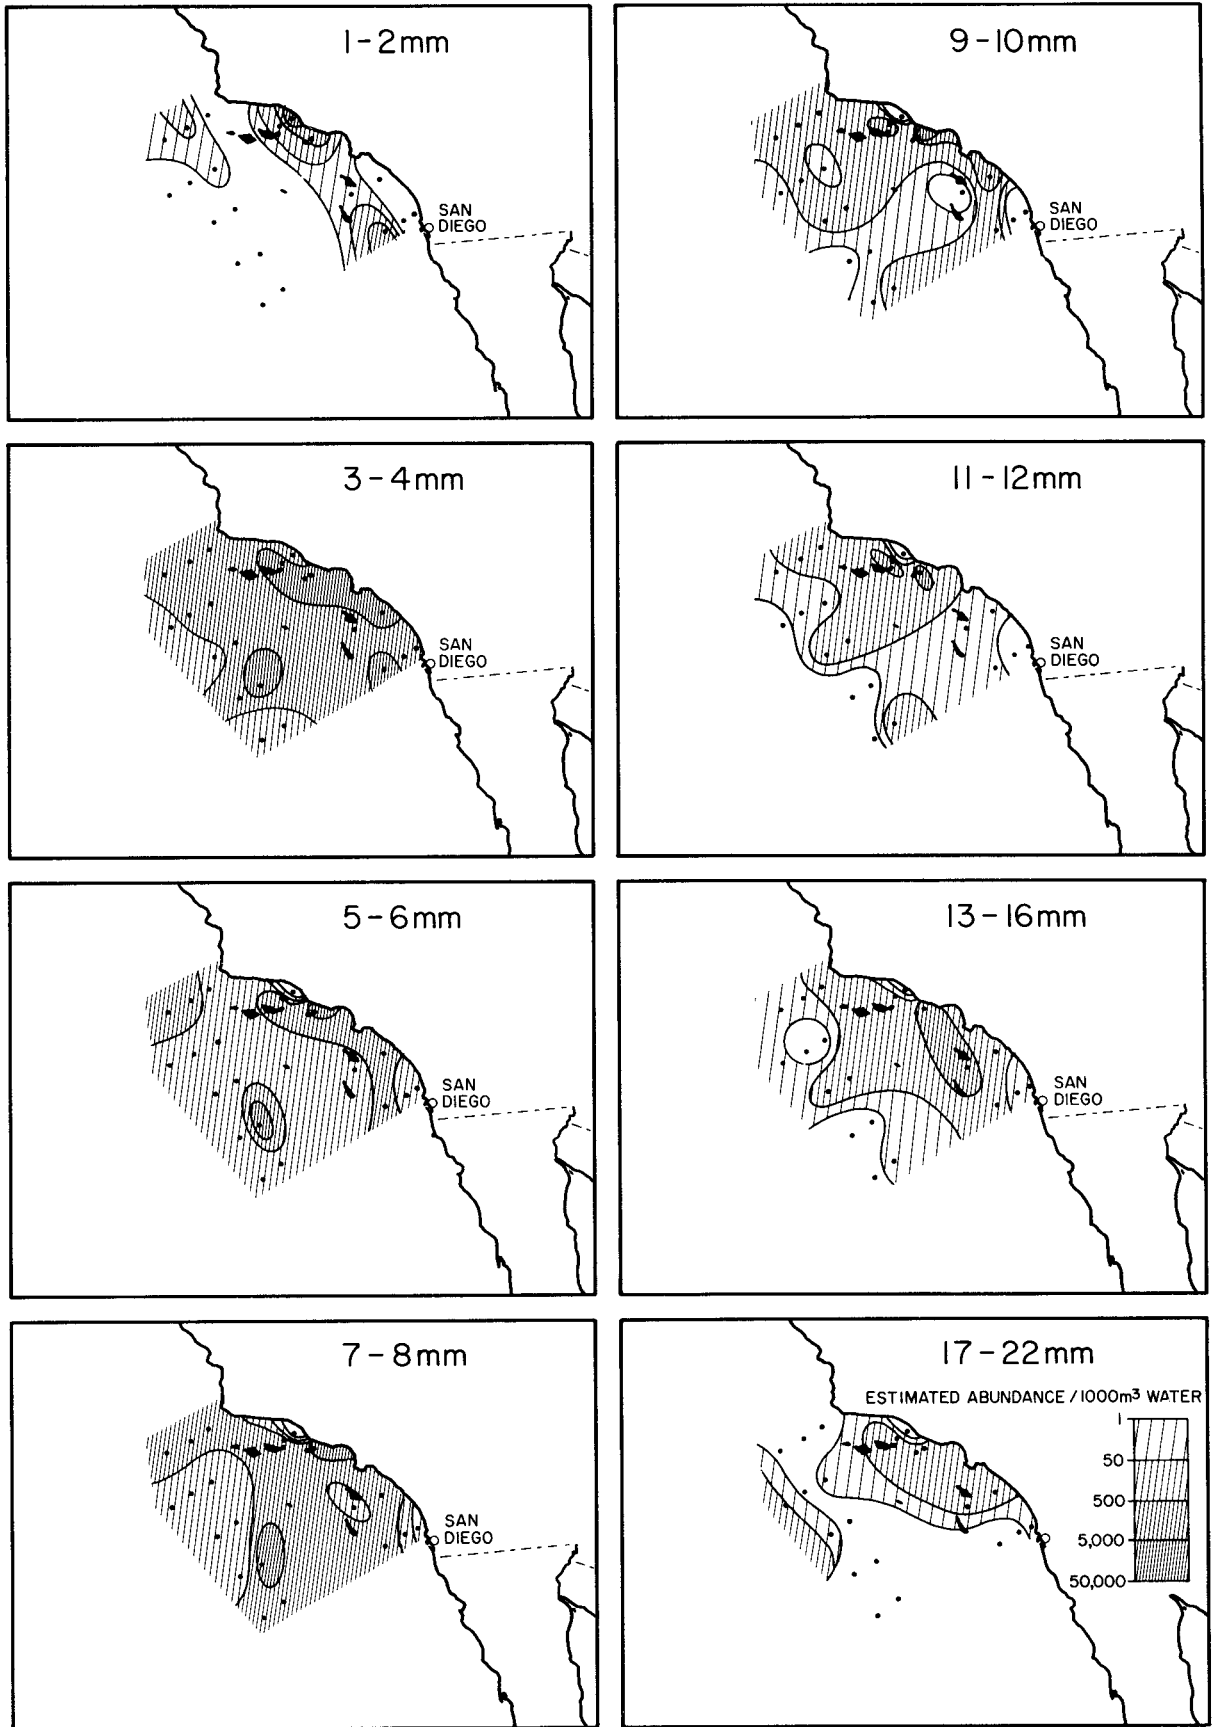 1-2mm
SAN
DIEGO
9-10mm
SAN
DIEGO
3-4mm
SAN
DIEGO
11-12mm
SAN
DIEGO
5-6mm
SAN
DIEGO
13-16mm
SAN
DIEGO
7-8mm
SAN
DIEGO
17-22mm
ESTIMATED ABUNDANCE / 1000m³ WATER
1
50
500
5,000
50,000
SAN
DIEGO